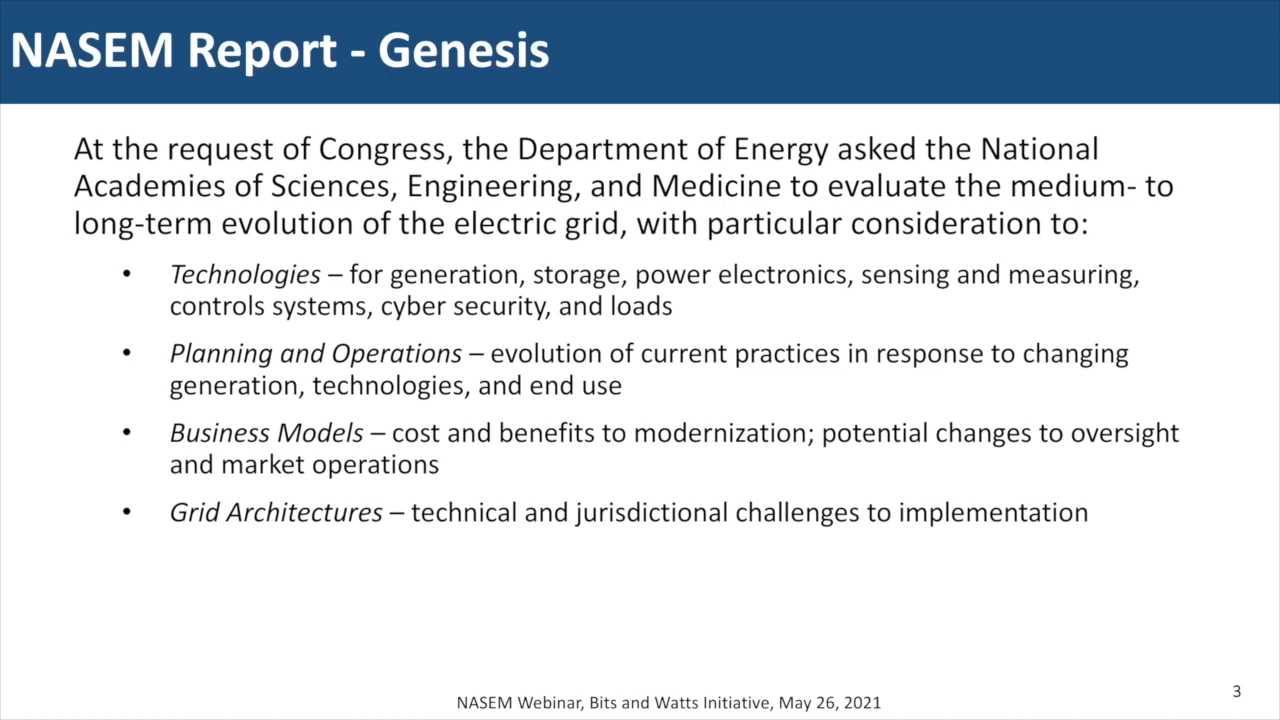 NASEM Report - Genesis
At the request of Congress, the Department of Energy asked the National
Academies of Sciences, Engineering, and Medicine to evaluate the medium- to
long-term evolution of the electric grid, with particular consideration to:
• Technologies – for generation, storage, power electronics, sensing and measuring,
controls systems, cyber security, and loads
• Planning and Operations – evolution of current practices in response to changing
generation, technologies, and end use
• Business Models – cost and benefits to modernization; potential changes to oversight
and market operations
• Grid Architectures – technical and jurisdictional challenges to implementation
NASEM Webinar, Bits and Watts Initiative, May 26, 2021
3